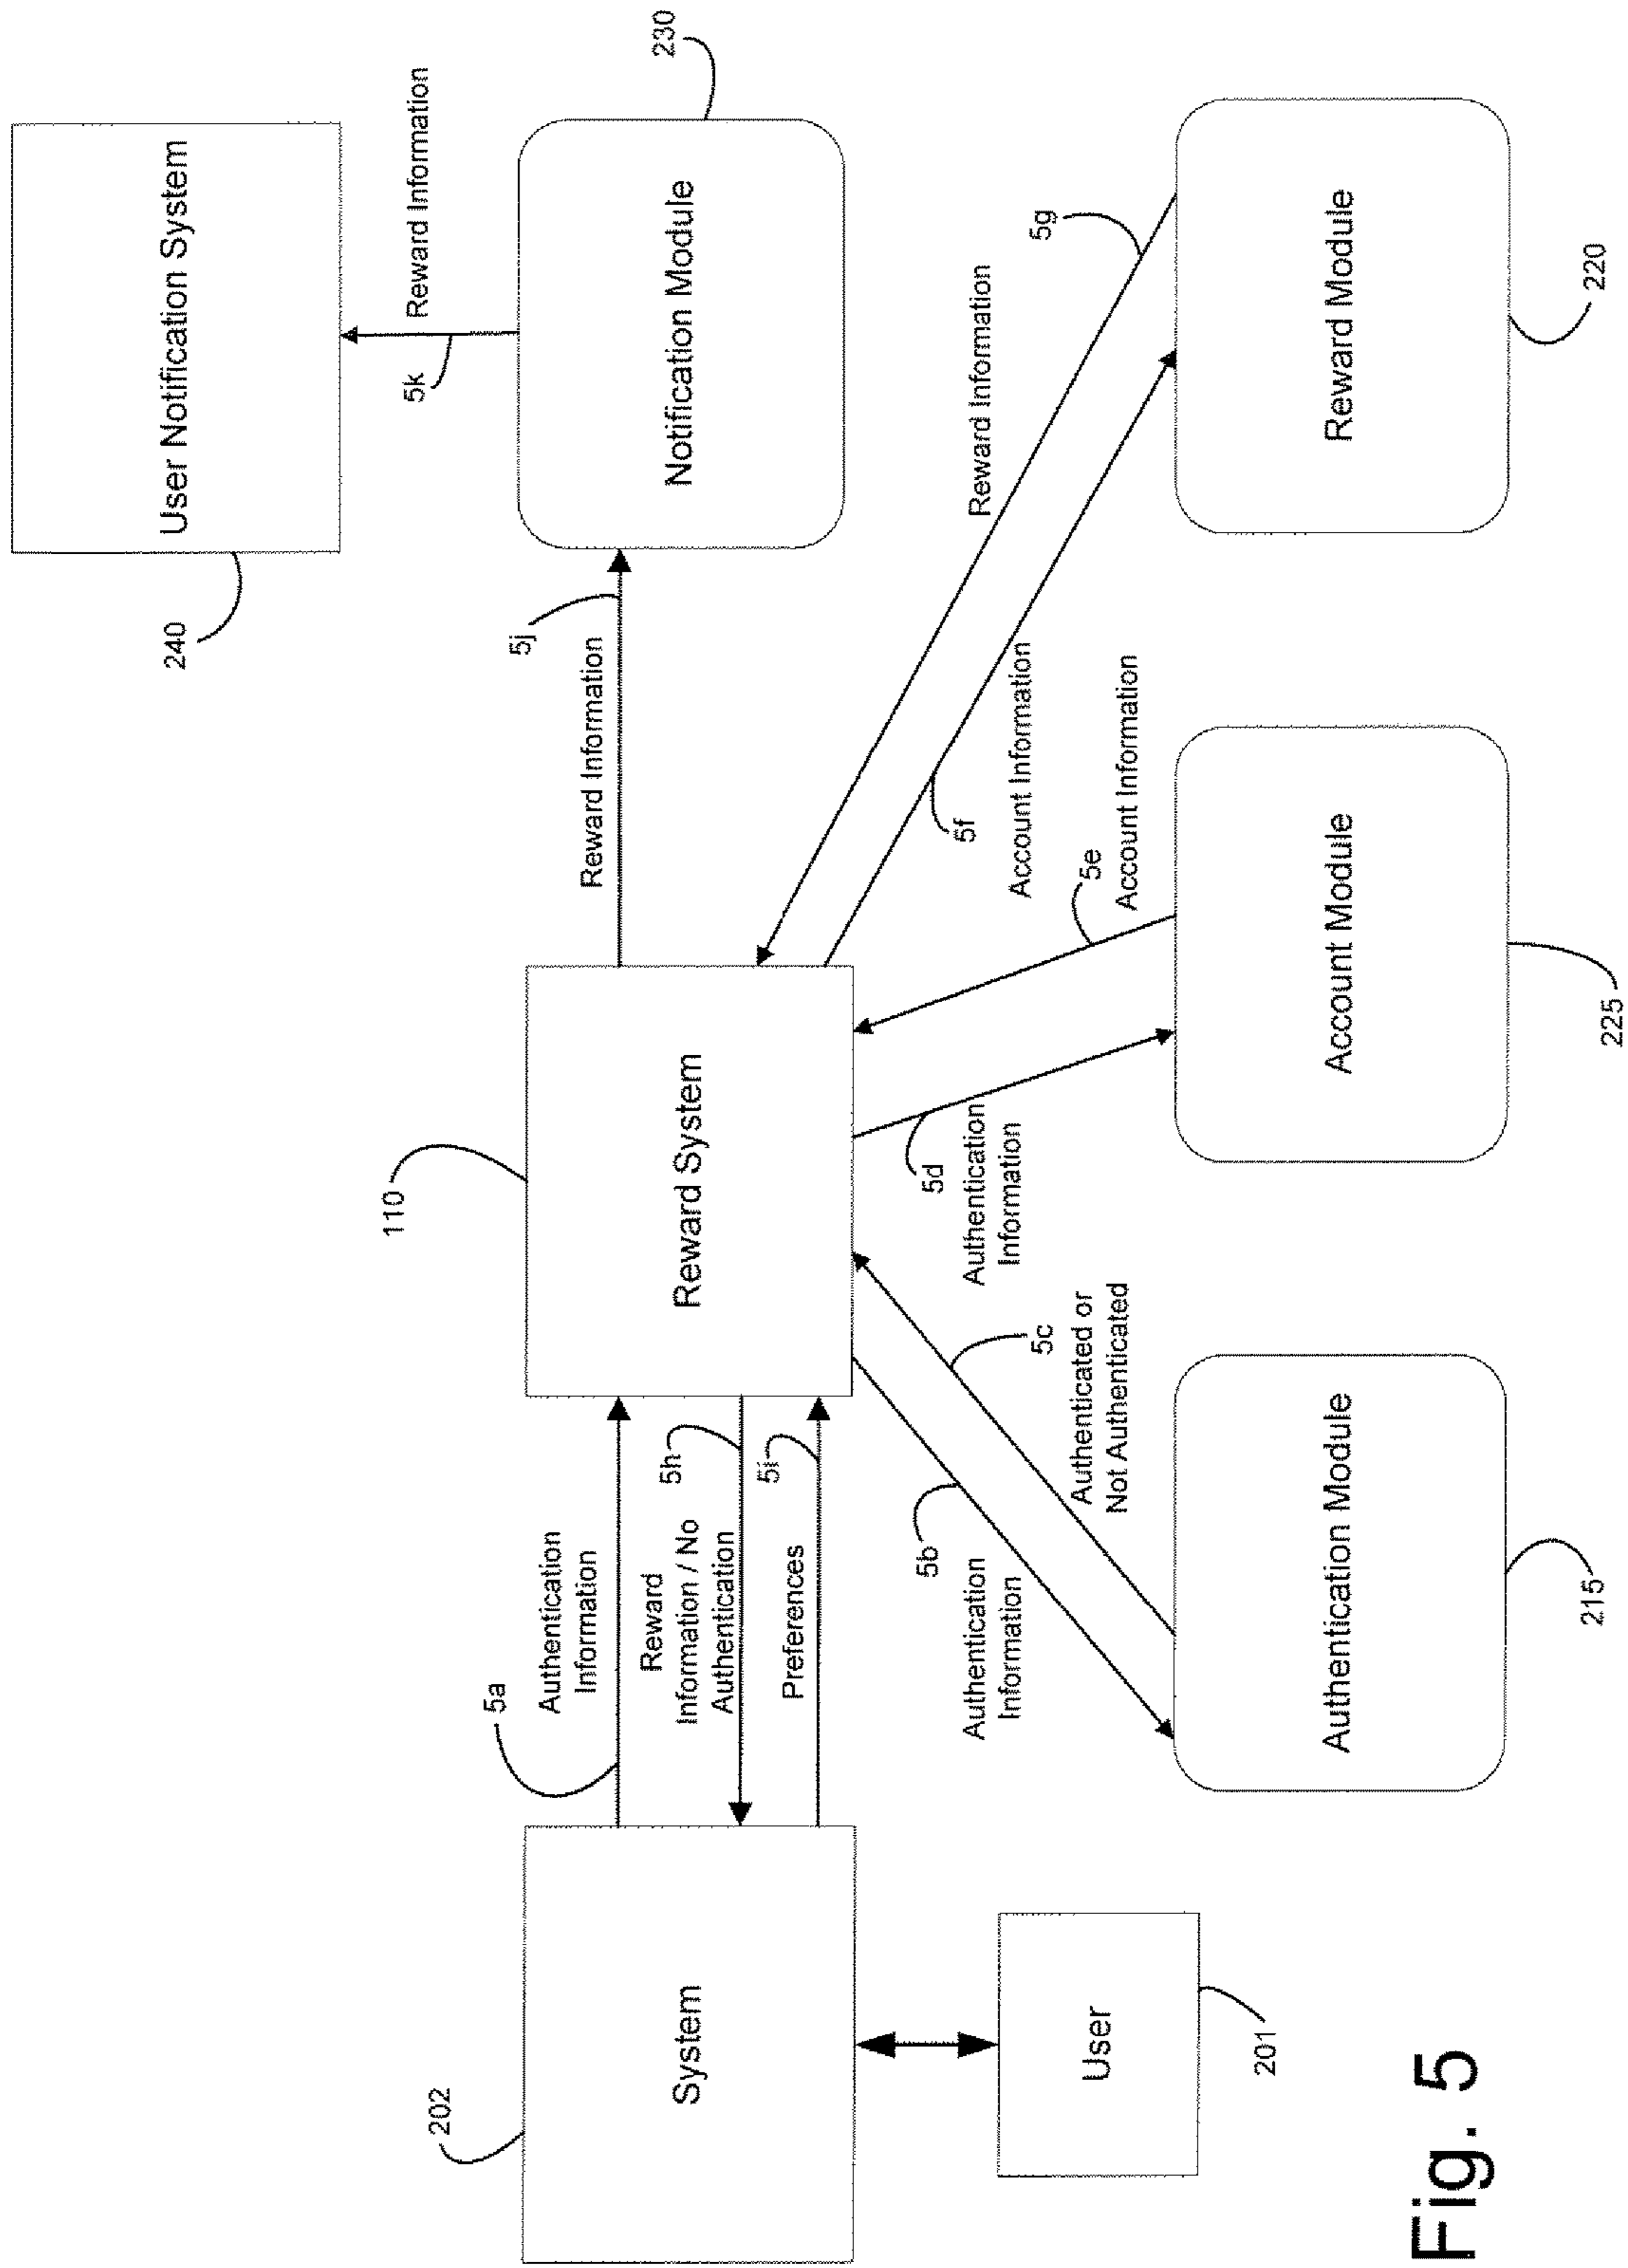 240
User Notification System
5k
Reward Information
230
Notification Module
5j
Reward Information
110
Reward System
202
System
5a
Authentication
Information
Reward
Information / No
Authentication
5h
5i
Preferences
User
201
5b
Authentication
Information
5c
Authenticated or
Not Authenticated
5d
Authentication
Information
5e
Account Information
5f
Account Information
5g
Reward Information
Authentication Module
215
Account Module
225
Reward Module
220
Fig. 5